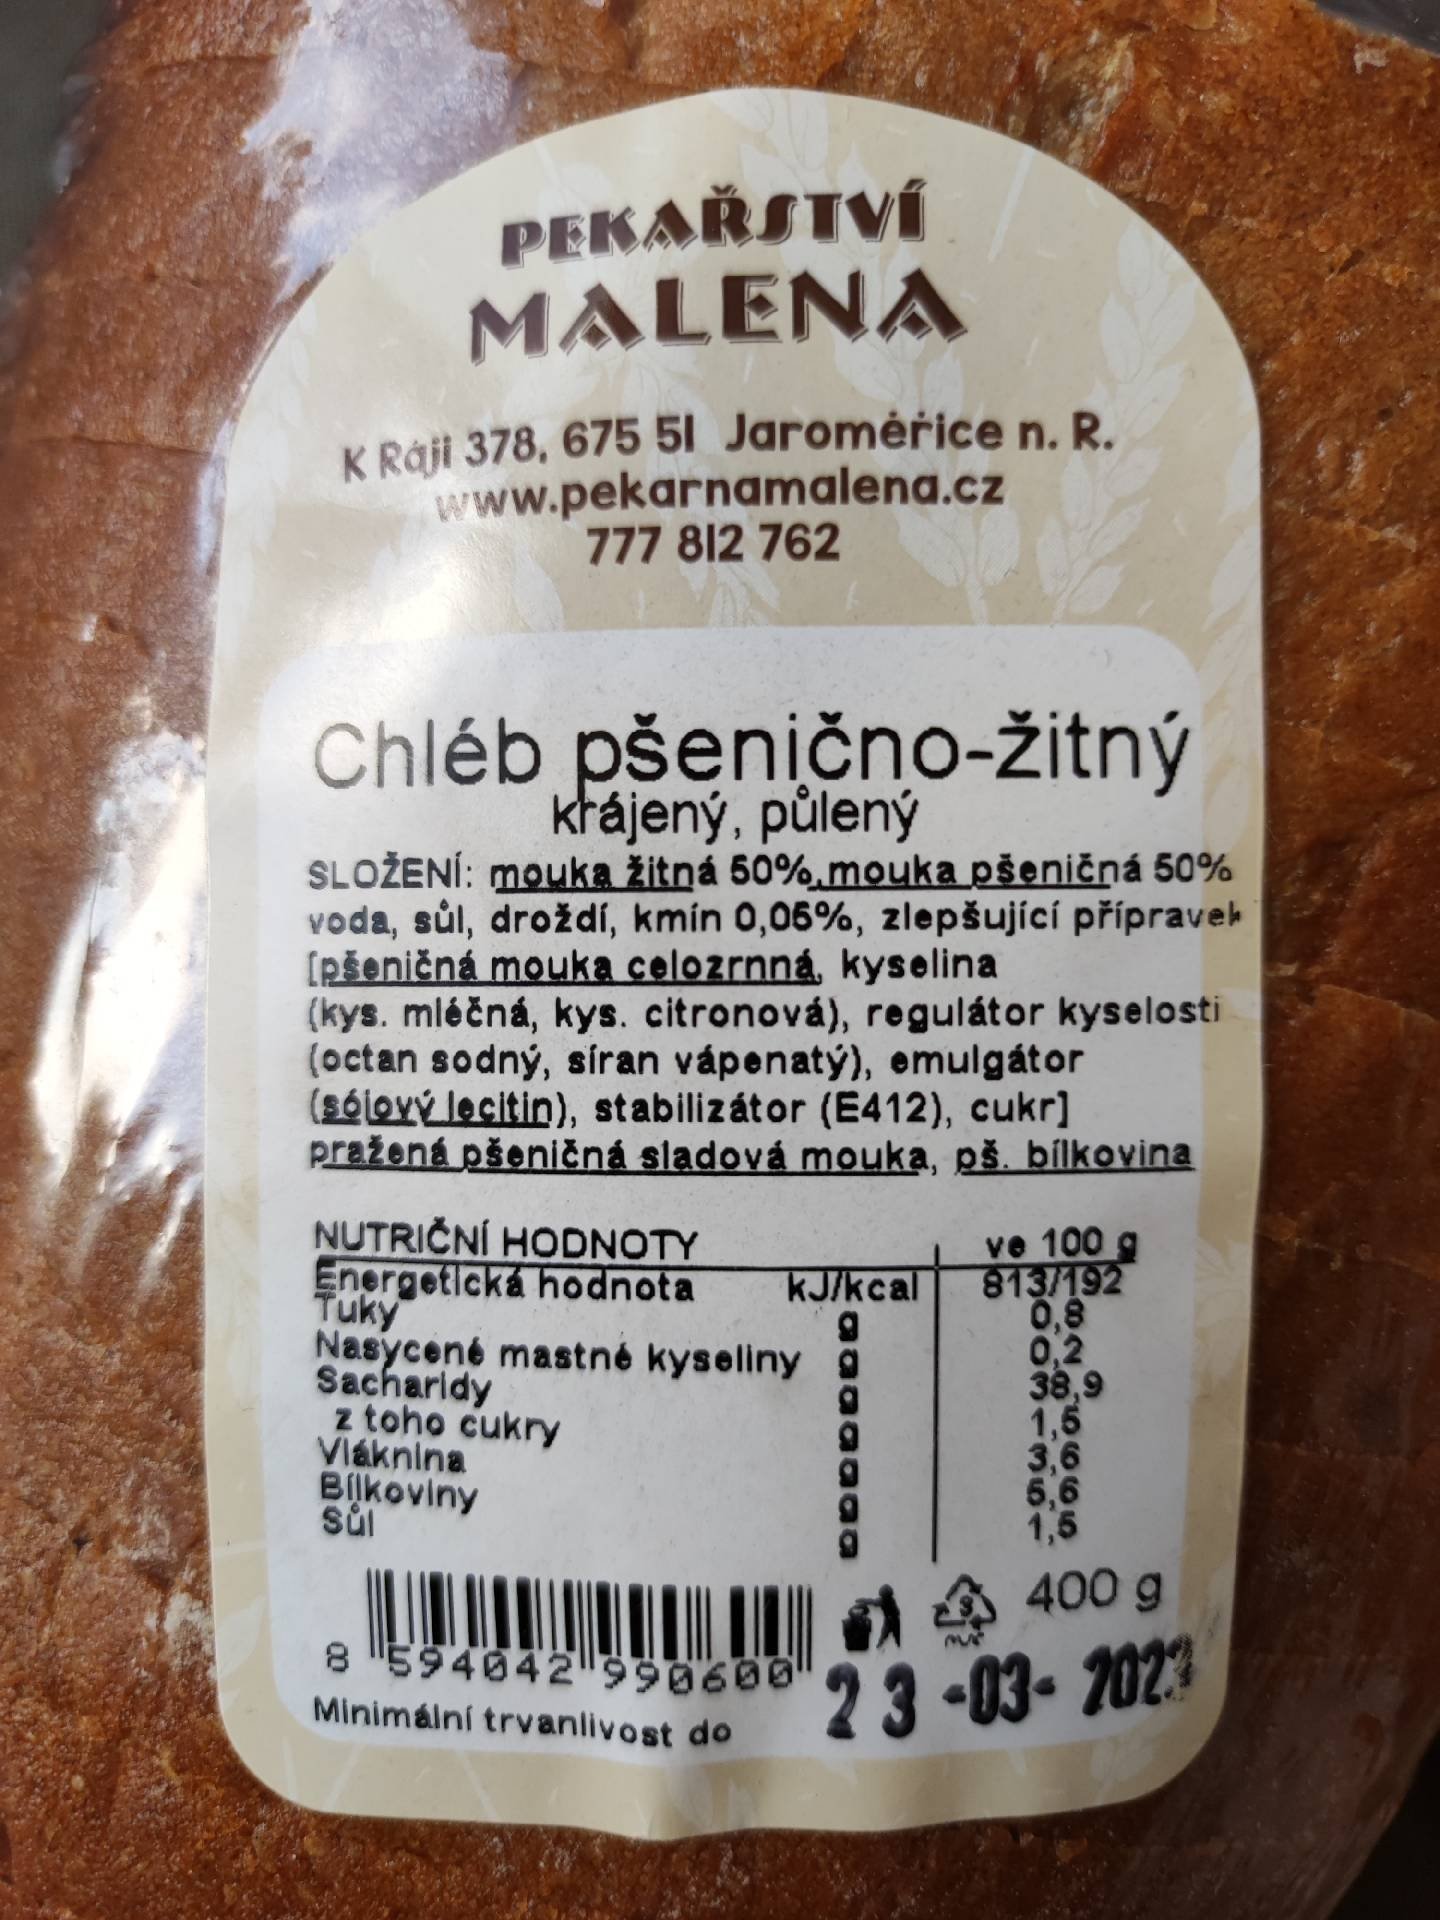 PEKAŘSTVÍ
MALENA
K Ráji 378, 675 51 Jaroměřice n. R.
www.pekarnamalena.cz
777 812 762
Chléb pšenično-žitný
krájený, půlený
SLOŽENÍ: mouka žitná 50%,mouka pšeničná 50%
voda, sůl, droždí, kmín 0,05%, zlepšující přípravek
[pšeničná mouka celozrnná, kyselina
(kys. mléčná, kys. citronová), regulátor kyselosti
(octan sodný, síran vápenatý), emulgátor
(sójový lecitin), stabilizátor (E412), cukr]
pražená pšeničná sladová mouka, pš. bílkovina
NUTRIČNÍ HODNOTY ve 100 g
Energetická hodnota kJ/kcal 813/192
Tuky g 0,8
Nasycené mastné kyseliny g 0,2
Sacharidy g 38,9
z toho cukry g 1,5
Vláknina g 3,6
Bílkoviny g 5,6
Sůl g 1,5
400 g
8 594042 990600
Minimální trvanlivost do 23-03-2023